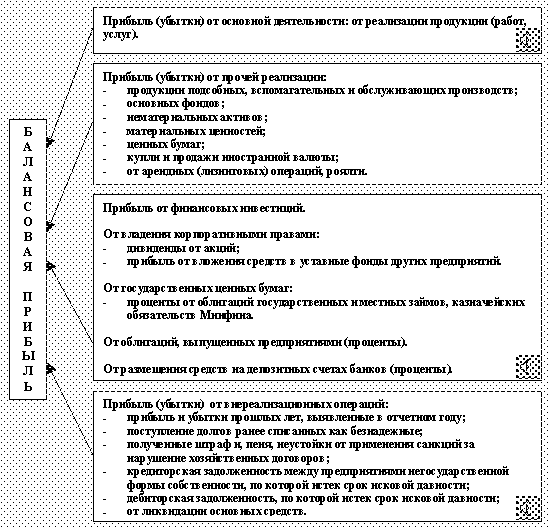 БАЛАНСОВАЯ ПРИБЫЛЬ
Прибыль (убытки) от основной деятельности: от реализации продукции (работ,
услуг).
Прибыль (убытки) от прочей реализации:
- продукции подсобных, вспомагательных и обслуживающих производств;
- основных фондов;
- нематериальных активов;
- материальных ценностей;
- ценных бумаг;
- купли и продажи иностранной валюты;
- от арендных (лизинговых) операций, роялти.
Прибыль от финансовых инвестиций.
От владения корпоративными правами:
- дивиденды от акций;
- прибыль от вложения средств в уставные фонды других предприятий.
От государственных ценных бумаг:
- проценты от облигаций государственных и местных займов, казначейских
обязательств Минфина.
От облигаций, выпущенных предприятиями (проценты).
От размещения средств на депозитных счетах банков (проценты).
Прибыль (убытки) от внереализационных операций:
- прибыль и убытки прошлых лет, выявленные в отчетном году;
- поступление долгов ранее списанных как безнадежные;
- полученные штрафы, пеня, неустойки от применения санкций за
нарушение хозяйственных договоров;
- кредиторская задолженность между предприятиями негосударственной
формы собственности, по которой истек срок исковой давности;
- дебиторская задолженность, по которой истек срок исковой давности;
- от ликвидации основных средств.